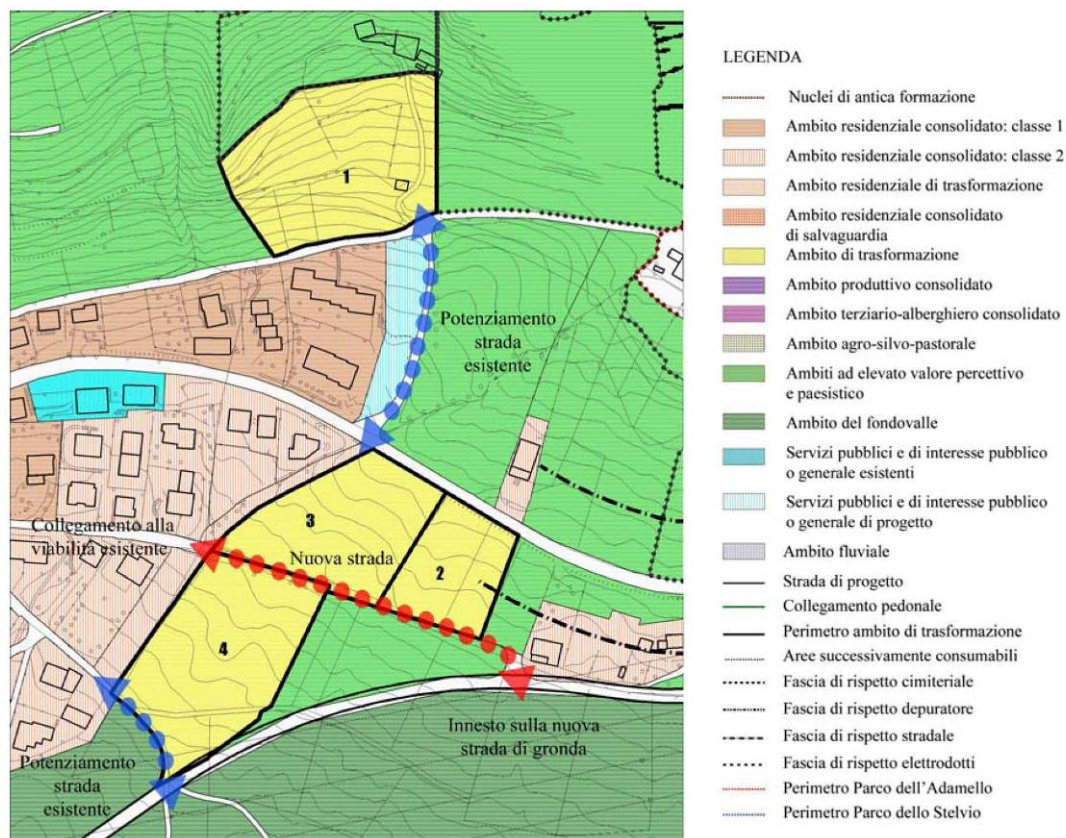 1
Potenziamento
strada
esistente
Collegamento alla
viabilità esistente
3
Nuova strada
2
4
Innesto sulla nuova
strada di gronda
Potenziamento
strada
esistente
LEGENDA
Nuclei di antica formazione
Ambito residenziale consolidato: classe 1
Ambito residenziale consolidato: classe 2
Ambito residenziale di trasformazione
Ambito residenziale consolidato
di salvaguardia
Ambito di trasformazione
Ambito produttivo consolidato
Ambito terziario-alberghiero consolidato
Ambito agro-silvo-pastorale
Ambiti ad elevato valore percettivo
e paesistico
Ambito del fondovalle
Servizi pubblici e di interesse pubblico
o generale esistenti
Servizi pubblici e di interesse pubblico
o generale di progetto
Ambito fluviale
Strada di progetto
Collegamento pedonale
Perimetro ambito di trasformazione
Aree successivamente consumabili
Fascia di rispetto cimiteriale
Fascia di rispetto depuratore
Fascia di rispetto stradale
Fascia di rispetto elettrodotti
Perimetro Parco dell'Adamello
Perimetro Parco dello Stelvio